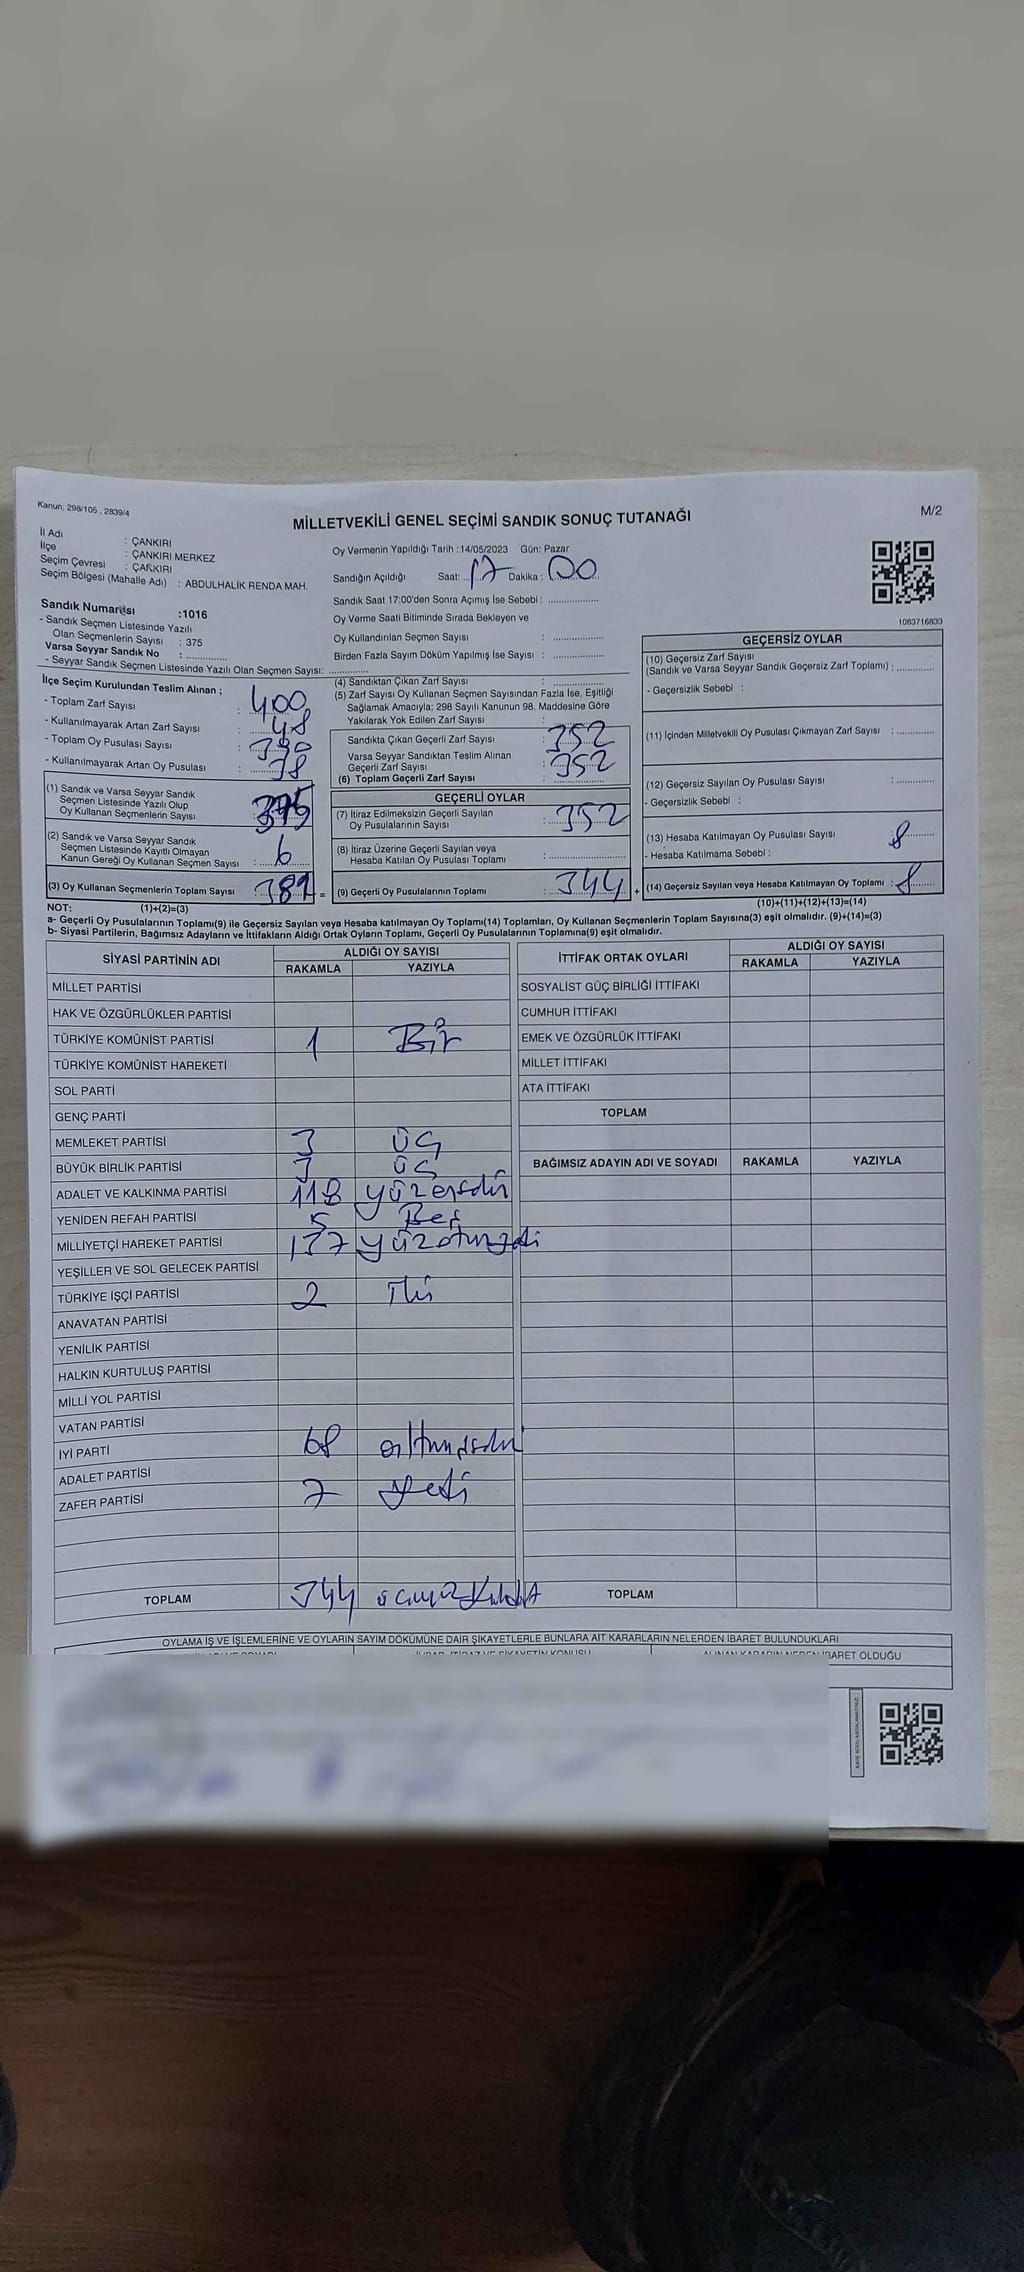 Kanun, 298/105 , 2839/4
MİLLETVEKİLİ GENEL SEÇİMİ SANDIK SONUÇ TUTANAĞI
M/2
İl Adı : ÇANKIRI
İlçe : ÇANKIRI MERKEZ
Seçim Çevresi : ÇANKIRI
Seçim Bölgesi (Mahalle Adı) : ABDULHALİK RENDA MAH.
Sandık Numarası :1016
- Sandık Seçmen Listesinde Yazılı
Olan Seçmenlerin Sayısı : 375
Varsa Seyyar Sandık No : ..............
- Seyyar Sandık Seçmen Listesinde Yazılı Olan Seçmen Sayısı: ..............
Oy Vermenin Yapıldığı Tarih :14/05/2023 Gün: Pazar
Sandığın Açıldığı Saat: 17 Dakika : 00
Sandık Saat 17:00'den Sonra Açımış İse Sebebi : ..................
Oy Verme Saati Bitiminde Sırada Bekleyen ve
Oy Kullandırılan Seçmen Sayısı : ..................
Birden Fazla Sayım Döküm Yapılmış İse Sayısı : ..................
1083716833
İlçe Seçim Kurulundan Teslim Alınan ;
- Toplam Zarf Sayısı : 400
- Kullanılmayarak Artan Zarf Sayısı : 48
- Toplam Oy Pusulası Sayısı : 390
- Kullanılmayarak Artan Oy Pusulası : 38
(1) Sandık ve Varsa Seyyar Sandık
Seçmen Listesinde Yazılı Olup
Oy Kullanan Seçmenlerin Sayısı :
(2) Sandık ve Varsa Seyyar Sandık
Seçmen Listesinde Kayıtlı Olmayan
Kanun Gereği Oy Kullanan Seçmen Sayısı : 6
(3) Oy Kullanan Seçmenlerin Toplam Sayısı : =
(4) Sandıktan Çıkan Zarf Sayısı : ..................
(5) Zarf Sayısı Oy Kullanan Seçmen Sayısından Fazla İse, Eşitliği
Sağlamak Amacıyla; 298 Sayılı Kanunun 98. Maddesine Göre
Yakılarak Yok Edilen Zarf Sayısı : ..................
Sandıkta Çıkan Geçerli Zarf Sayısı : 352
Varsa Seyyar Sandıktan Teslim Alınan
Geçerli Zarf Sayısı : 352
(6) Toplam Geçerli Zarf Sayısı : ..................
GEÇERLİ OYLAR
(7) İtiraz Edilmeksizin Geçerli Sayılan
Oy Pusulalarının Sayısı : 352
(8) İtiraz Üzerine Geçerli Sayılan veya
Hesaba Katılan Oy Pusulası Toplamı : ..................
(9) Geçerli Oy Pusulalarının Toplamı : 344 +
GEÇERSİZ OYLAR
(10) Geçersiz Zarf Sayısı
(Sandık ve Varsa Seyyar Sandık Geçersiz Zarf Toplamı) : ............
- Geçersizlik Sebebi :
(11) İçinden Milletvekili Oy Pusulası Çıkmayan Zarf Sayısı : ............
(12) Geçersiz Sayılan Oy Pusulası Sayısı : ............
- Geçersizlik Sebebi :
(13) Hesaba Katılmayan Oy Pusulası Sayısı : 8
- Hesaba Katılmama Sebebi :
(14) Geçersiz Sayılan veya Hesaba Katılmayan Oy Toplamı : 8
NOT: (1)+(2)=(3)
(10)+(11)+(12)+(13)=(14)
a- Geçerli Oy Pusulalarının Toplamı(9) ile Geçersiz Sayılan veya Hesaba katılmayan Oy Toplamı(14) Toplamları, Oy Kullanan Seçmenlerin Toplam Sayısına(3) eşit olmalıdır. (9)+(14)=(3)
b- Siyasi Partilerin, Bağımsız Adayların ve İttifakların Aldığı Ortak Oyların Toplamı, Geçerli Oy Pusulalarının Toplamına(9) eşit olmalıdır.
SİYASİ PARTİNİN ADI ALDIĞI OY SAYISI
RAKAMLA YAZIYLA
MİLLET PARTİSİ
HAK VE ÖZGÜRLÜKLER PARTİSİ
TÜRKİYE KOMÜNİST PARTİSİ 1 Bir
TÜRKİYE KOMÜNİST HAREKETİ
SOL PARTİ
GENÇ PARTİ
MEMLEKET PARTİSİ 3 üç
BÜYÜK BİRLİK PARTİSİ 3 üç
ADALET VE KALKINMA PARTİSİ 118 yüzonsekiz
YENİDEN REFAH PARTİSİ 5 Beş
MİLLİYETÇİ HAREKET PARTİSİ 137 yüzotuzyedi
YEŞİLLER VE SOL GELECEK PARTİSİ
TÜRKİYE İŞÇİ PARTİSİ 2 İki
ANAVATAN PARTİSİ
YENİLİK PARTİSİ
HALKIN KURTULUŞ PARTİSİ
MİLLİ YOL PARTİSİ
VATAN PARTİSİ
İYİ PARTİ 68 altmışsekiz
ADALET PARTİSİ
ZAFER PARTİSİ 7 yedi
TOPLAM 344
İTTİFAK ORTAK OYLARI ALDIĞI OY SAYISI
RAKAMLA YAZIYLA
SOSYALİST GÜÇ BİRLİĞİ İTTİFAKI
CUMHUR İTTİFAKI
EMEK VE ÖZGÜRLÜK İTTİFAKI
MİLLET İTTİFAKI
ATA İTTİFAKI
TOPLAM
BAĞIMSIZ ADAYIN ADI VE SOYADI RAKAMLA YAZIYLA
TOPLAM
OYLAMA İŞ VE İŞLEMLERİNE VE OYLARIN SAYIM DÖKÜMÜNE DAİR ŞİKAYETLERLE BUNLARA AİT KARARLARIN NELERDEN İBARET BULUNDUKLARI